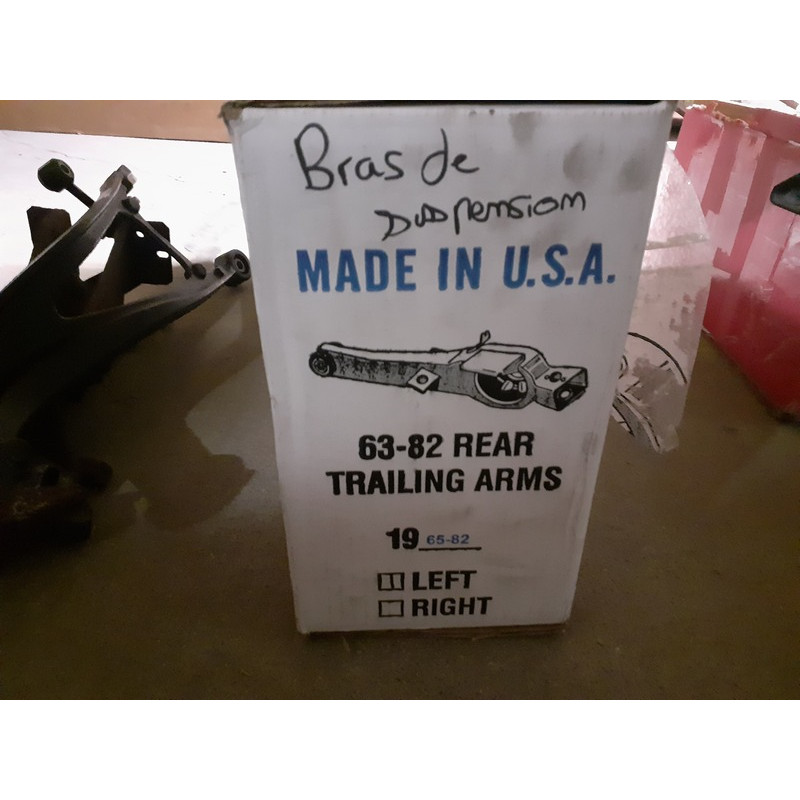 Bras de
suspension
MADE IN U.S.A.
63-82 REAR
TRAILING ARMS
19 65-82
LEFT
RIGHT